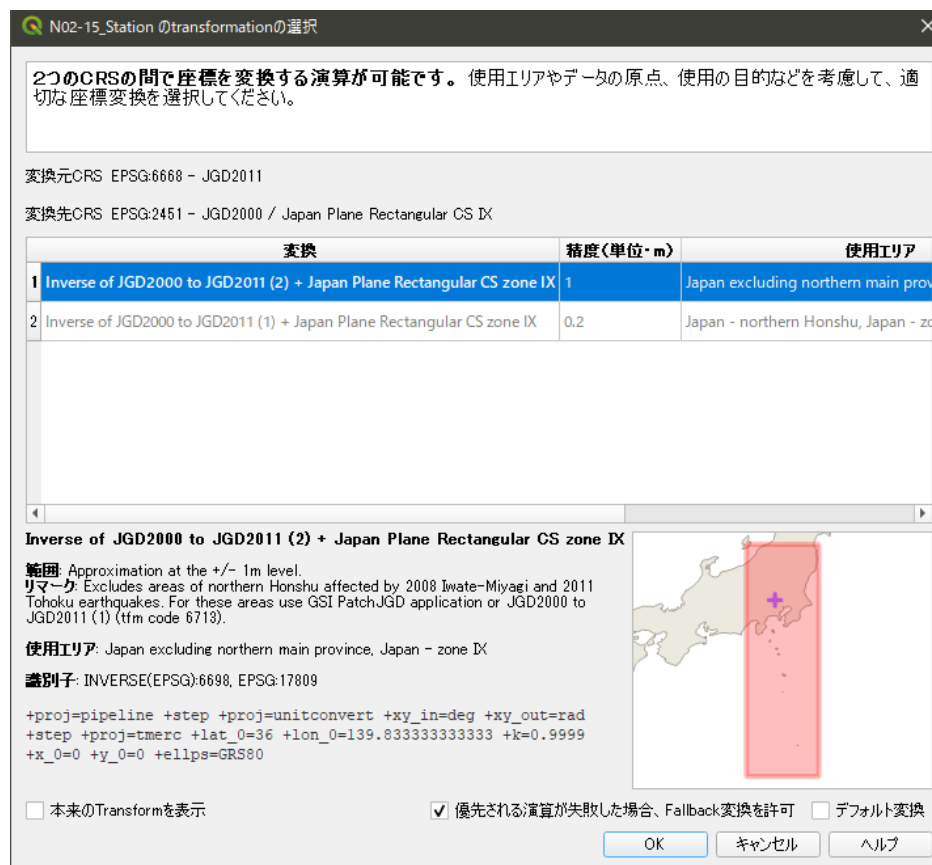 N02-15_Station のtransformationの選択
2つのCRSの間で座標を変換する演算が可能です。使用エリアやデータの原点、使用の目的などを考慮して、適
切な座標変換を選択してください。
変換元CRS EPSG:6668 - JGD2011
変換先CRS EPSG:2451 - JGD2000 / Japan Plane Rectangular CS IX
変換 精度(単位・m) 使用エリア
1 Inverse of JGD2000 to JGD2011 (2) + Japan Plane Rectangular CS zone IX 1 Japan excluding northern main prov
2 Inverse of JGD2000 to JGD2011 (1) + Japan Plane Rectangular CS zone IX 0.2 Japan - northern Honshu, Japan - zo
Inverse of JGD2000 to JGD2011 (2) + Japan Plane Rectangular CS zone IX
範囲: Approximation at the +/- 1m level.
リマーク: Excludes areas of northern Honshu affected by 2008 Iwate-Miyagi and 2011
Tohoku earthquakes. For these areas use GSI PatchJGD application or JGD2000 to
JGD2011 (1) (tfm code 6713).
使用エリア: Japan excluding northern main province, Japan - zone IX
識別子: INVERSE(EPSG):6698, EPSG:17809
+proj=pipeline +step +proj=unitconvert +xy_in=deg +xy_out=rad
+step +proj=tmerc +lat_0=36 +lon_0=139.833333333333 +k=0.9999
+x_0=0 +y_0=0 +ellps=GRS80
本来のTransformを表示 優先される演算が失敗した場合、Fallback変換を許可 デフォルト変換
OK キャンセル ヘルプ